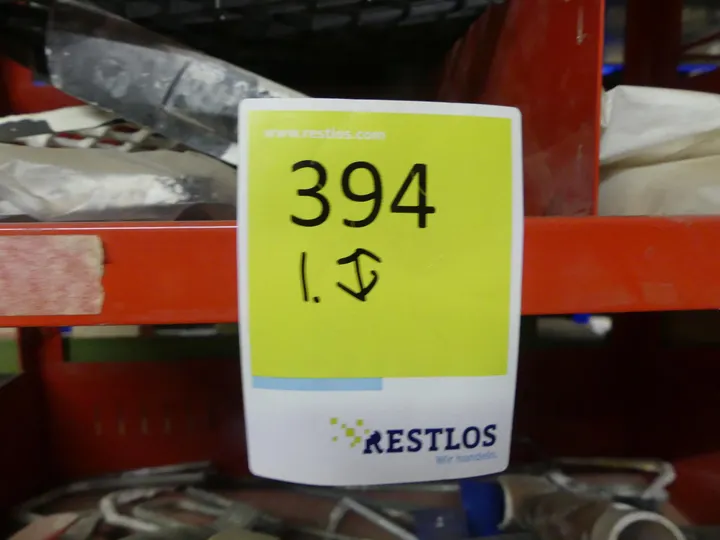 www.restlos.com
394
1. ↕
RESTLOS
Wir handeln.